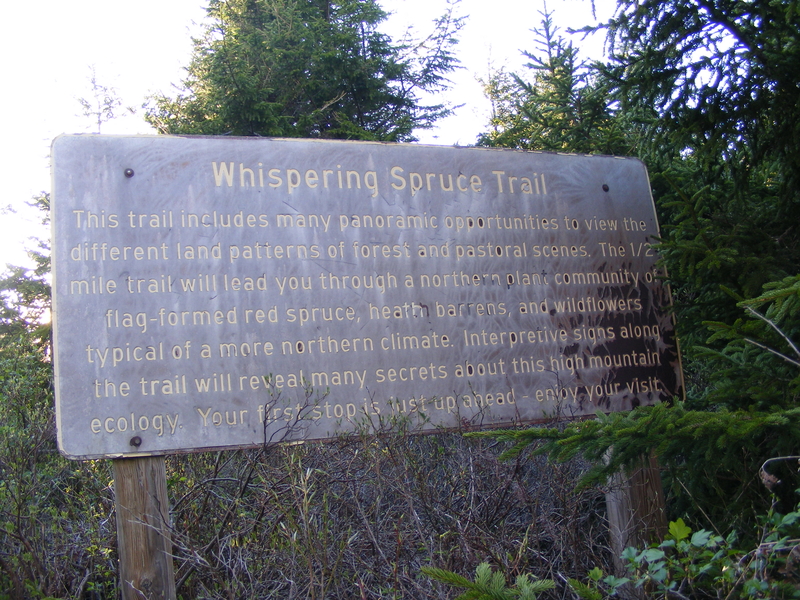 Whispering Spruce Trail
This trail includes many panoramic opportunities to view the
different land patterns of forest and pastoral scenes. The 1/2
mile trail will lead you through a northern plant community of
flag-formed red spruce, heath barrens, and wildflowers
typical of a more northern climate. Interpretive signs along
the trail will reveal many secrets about this high mountain
ecology. Your first stop is just up ahead - enjoy your visit.